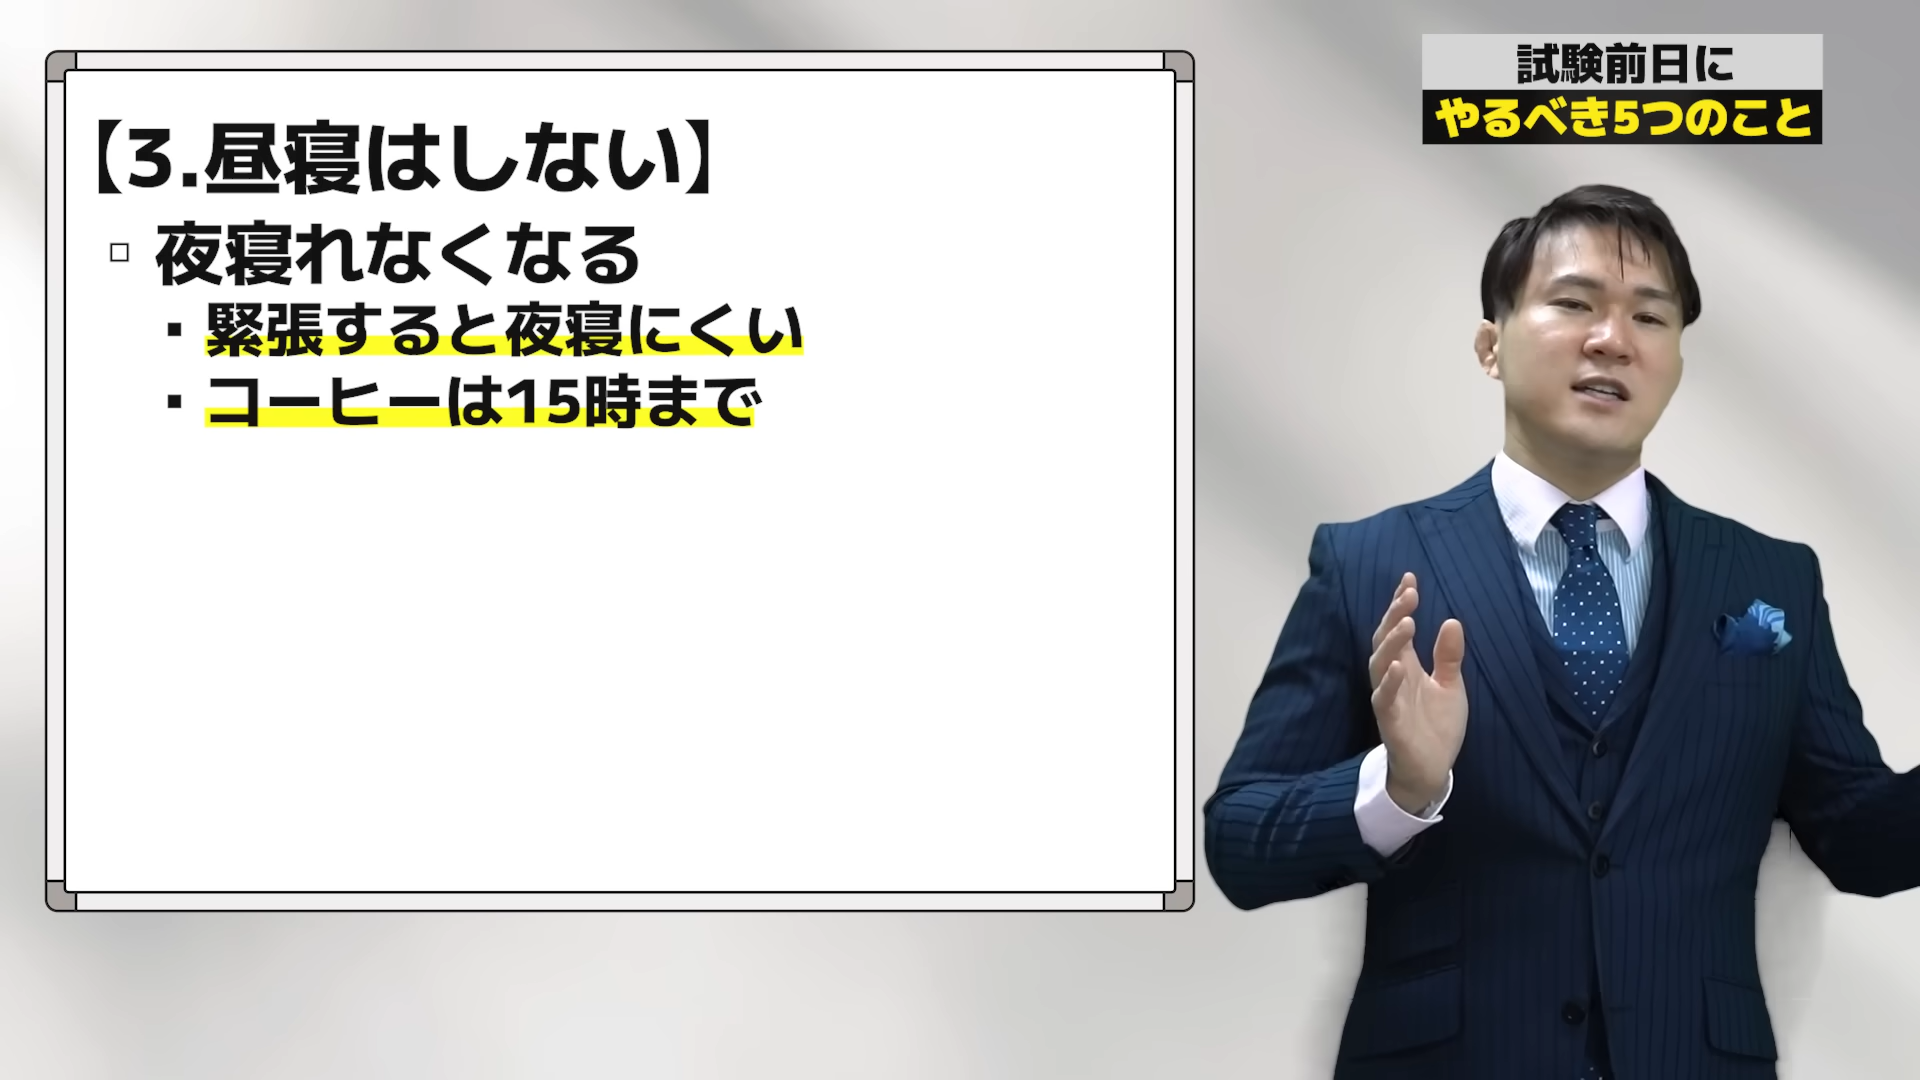 試験前日に
やるべき5つのこと
【3.昼寝はしない】
▫ 夜寝れなくなる
▪ 緊張すると夜寝にくい
▪ コーヒーは15時まで